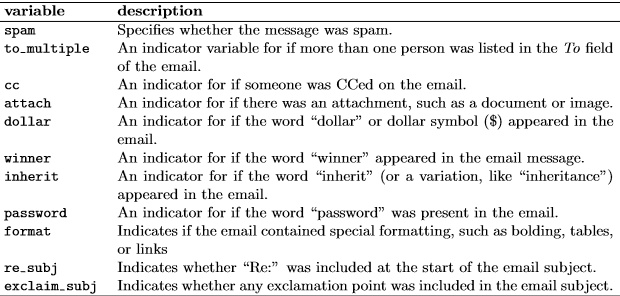 variable description
spam Specifies whether the message was spam.
to_multiple An indicator variable for if more than one person was listed in the To field
of the email.
cc An indicator for if someone was CCed on the email.
attach An indicator for if there was an attachment, such as a document or image.
dollar An indicator for if the word “dollar” or dollar symbol ($) appeared in the
email.
winner An indicator for if the word “winner” appeared in the email message.
inherit An indicator for if the word “inherit” (or a variation, like “inheritance”)
appeared in the email.
password An indicator for if the word “password” was present in the email.
format Indicates if the email contained special formatting, such as bolding, tables,
or links
re_subj Indicates whether “Re:” was included at the start of the email subject.
exclaim_subj Indicates whether any exclamation point was included in the email subject.